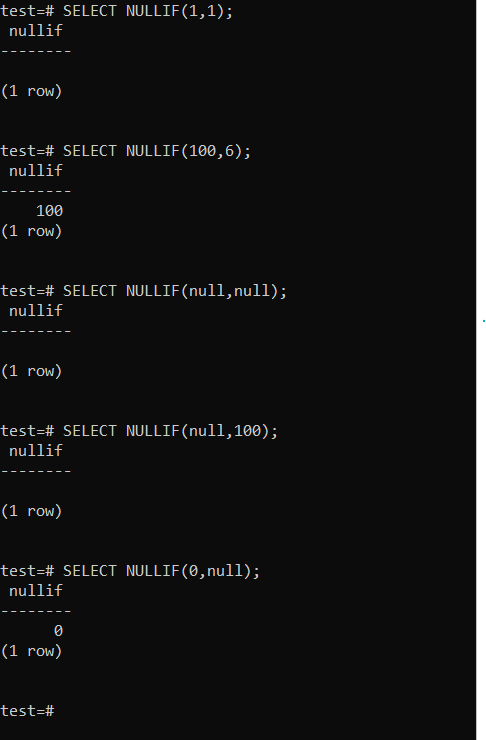 test=# SELECT NULLIF(1,1);
 nullif
--------

(1 row)


test=# SELECT NULLIF(100,6);
 nullif
--------
    100
(1 row)


test=# SELECT NULLIF(null,null);
 nullif
--------

(1 row)


test=# SELECT NULLIF(null,100);
 nullif
--------

(1 row)


test=# SELECT NULLIF(0,null);
 nullif
--------
      0
(1 row)


test=#